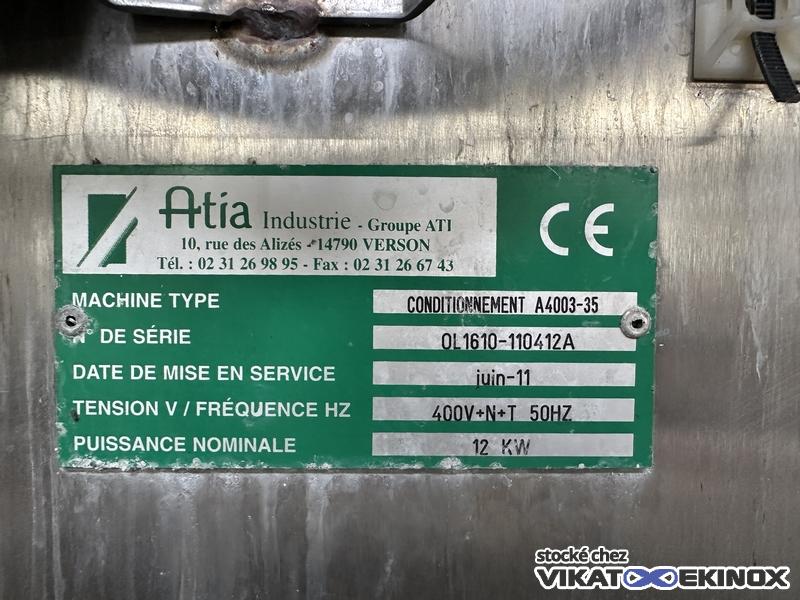 Atia Industrie - Groupe ATI
10, rue des Alizés - 14790 VERSON
Tél. : 02 31 26 98 95 - Fax : 02 31 26 67 43
CE
MACHINE TYPE CONDITIONNEMENT A4003-35
N° DE SÉRIE OL1610-110412A
DATE DE MISE EN SERVICE juin-11
TENSION V / FRÉQUENCE HZ 400V+N+T 50HZ
PUISSANCE NOMINALE 12 KW
stocké chez
VIKAT EKINOX